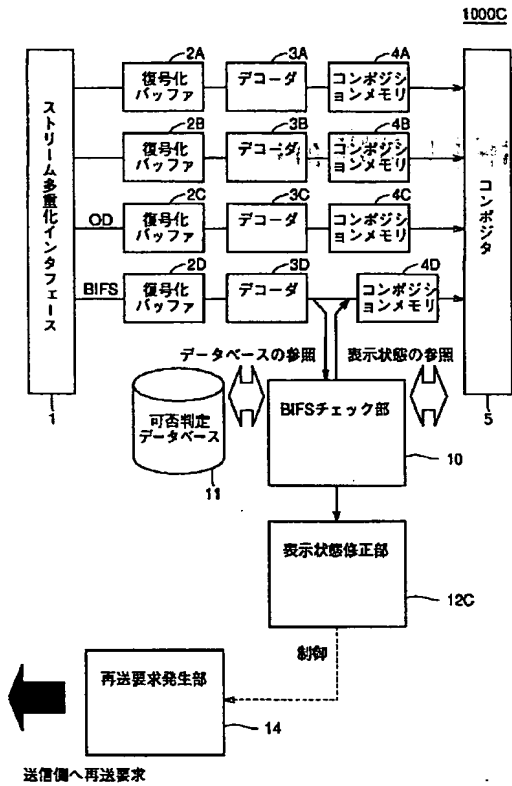 1000C
2A
3A
4A
復号化
バッファ
デコーダ
コンポジシ
ョンメモリ
2B
3B
4B
復号化
バッファ
デコーダ
コンポジシ
ョンメモリ
OD
2C
3C
4C
復号化
バッファ
デコーダ
コンポジシ
ョンメモリ
BIFS
2D
3D
4D
復号化
バッファ
デコーダ
コンポジシ
ョンメモリ
ストリーム多重化インタフェース
コンポジタ
データベースの参照
表示状態の参照
1
5
可否判定
データベース
11
BIFSチェック部
10
表示状態修正部
12C
制御
再送要求発生部
14
送信側へ再送要求